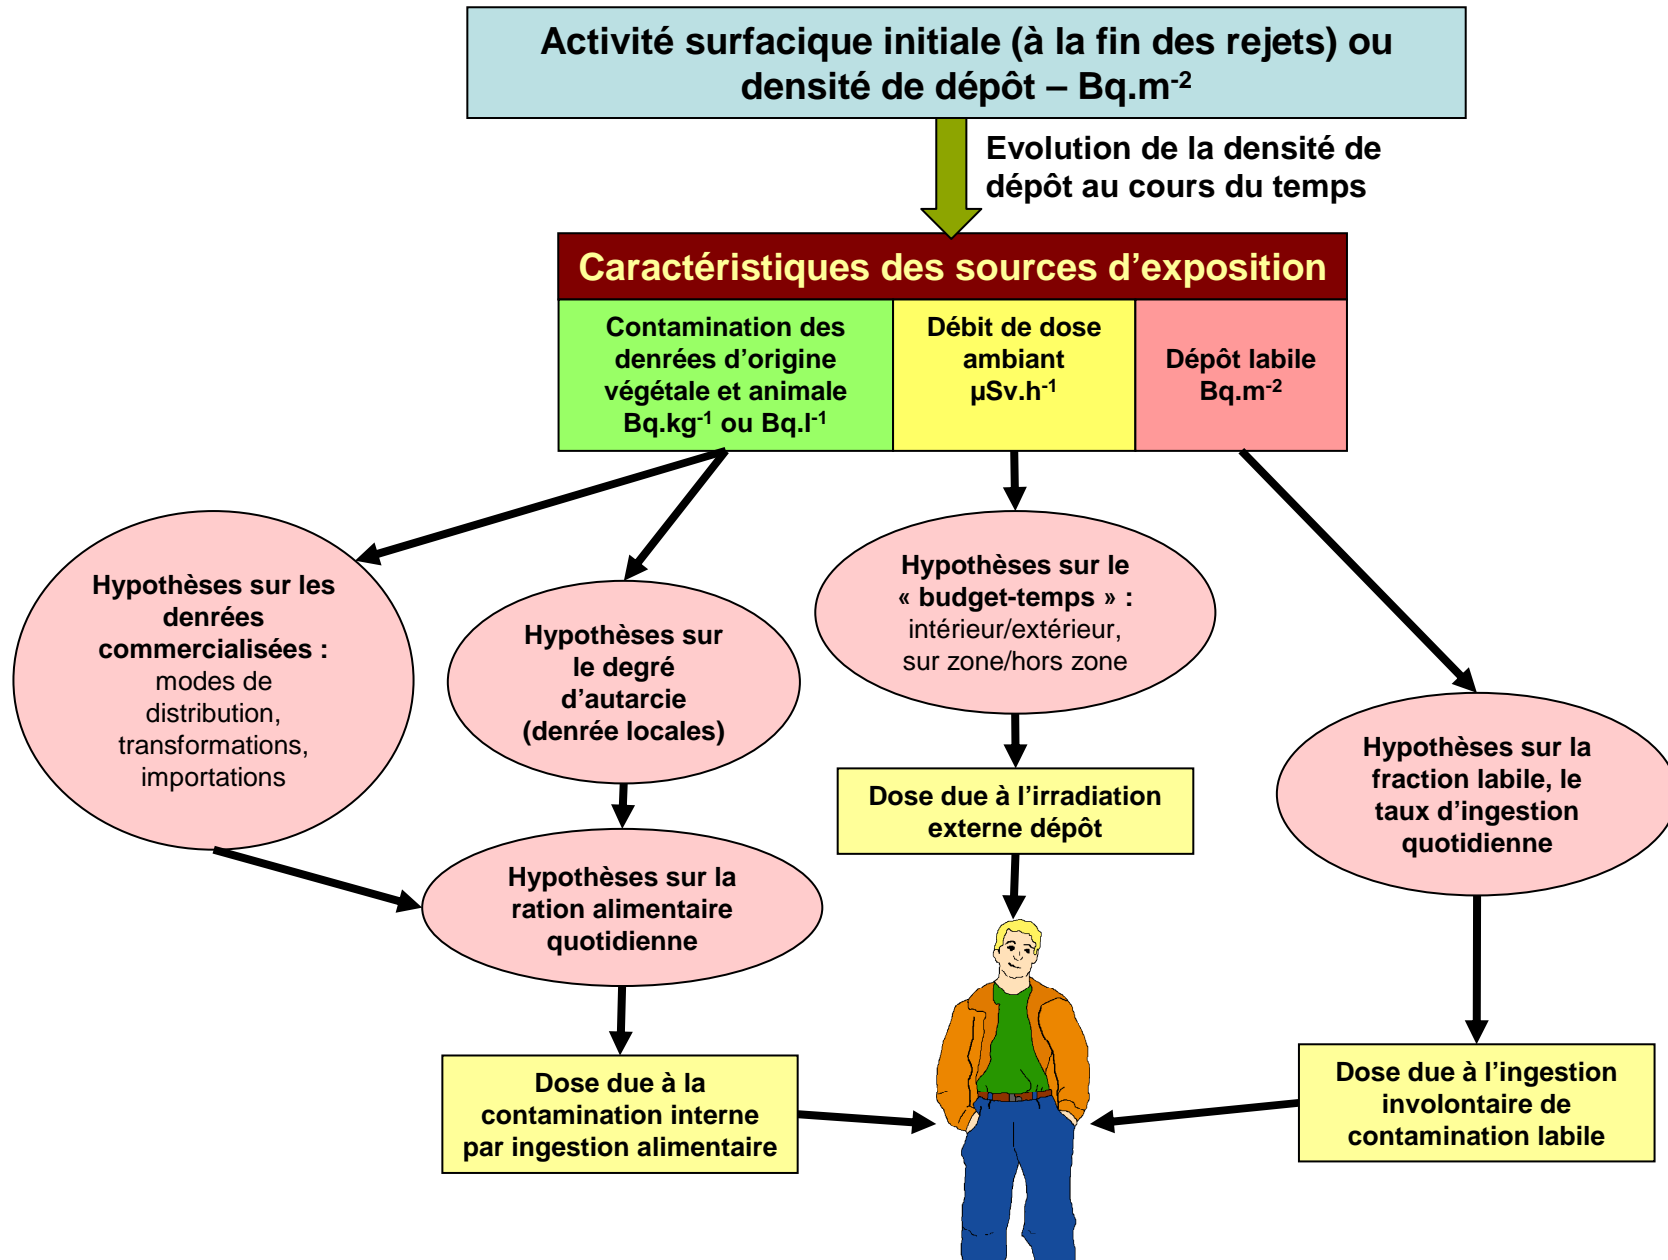 Activité surfacique initiale (à la fin des rejets) ou
densité de dépôt – Bq.m⁻²
Evolution de la densité de
dépôt au cours du temps
Caractéristiques des sources d'exposition
Contamination des
denrées d'origine
végétale et animale
Bq.kg⁻¹ ou Bq.l⁻¹
Débit de dose
ambiant
µSv.h⁻¹
Dépôt labile
Bq.m⁻²
Hypothèses sur les
denrées
commercialisées :
modes de
distribution,
transformations,
importations
Hypothèses sur
le degré
d'autarcie
(denrée locales)
Hypothèses sur le
« budget-temps » :
intérieur/extérieur,
sur zone/hors zone
Hypothèses sur la
fraction labile, le
taux d'ingestion
quotidienne
Dose due à l'irradiation
externe dépôt
Hypothèses sur la
ration alimentaire
quotidienne
Dose due à la
contamination interne
par ingestion alimentaire
Dose due à l'ingestion
involontaire de
contamination labile